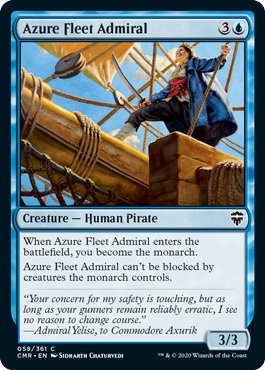 Azure Fleet Admiral 3
Creature — Human Pirate
When Azure Fleet Admiral enters the
battlefield, you become the monarch.
Azure Fleet Admiral can't be blocked by
creatures the monarch controls.
"Your concern for my safety is touching, but as
long as your gunners remain reliably erratic, I see
no reason to change course."
—Admiral Yelise, to Commodore Axurik
3/3
058/361 C
CMR • EN Sidharth Chaturvedi
™ & © 2020 Wizards of the Coast